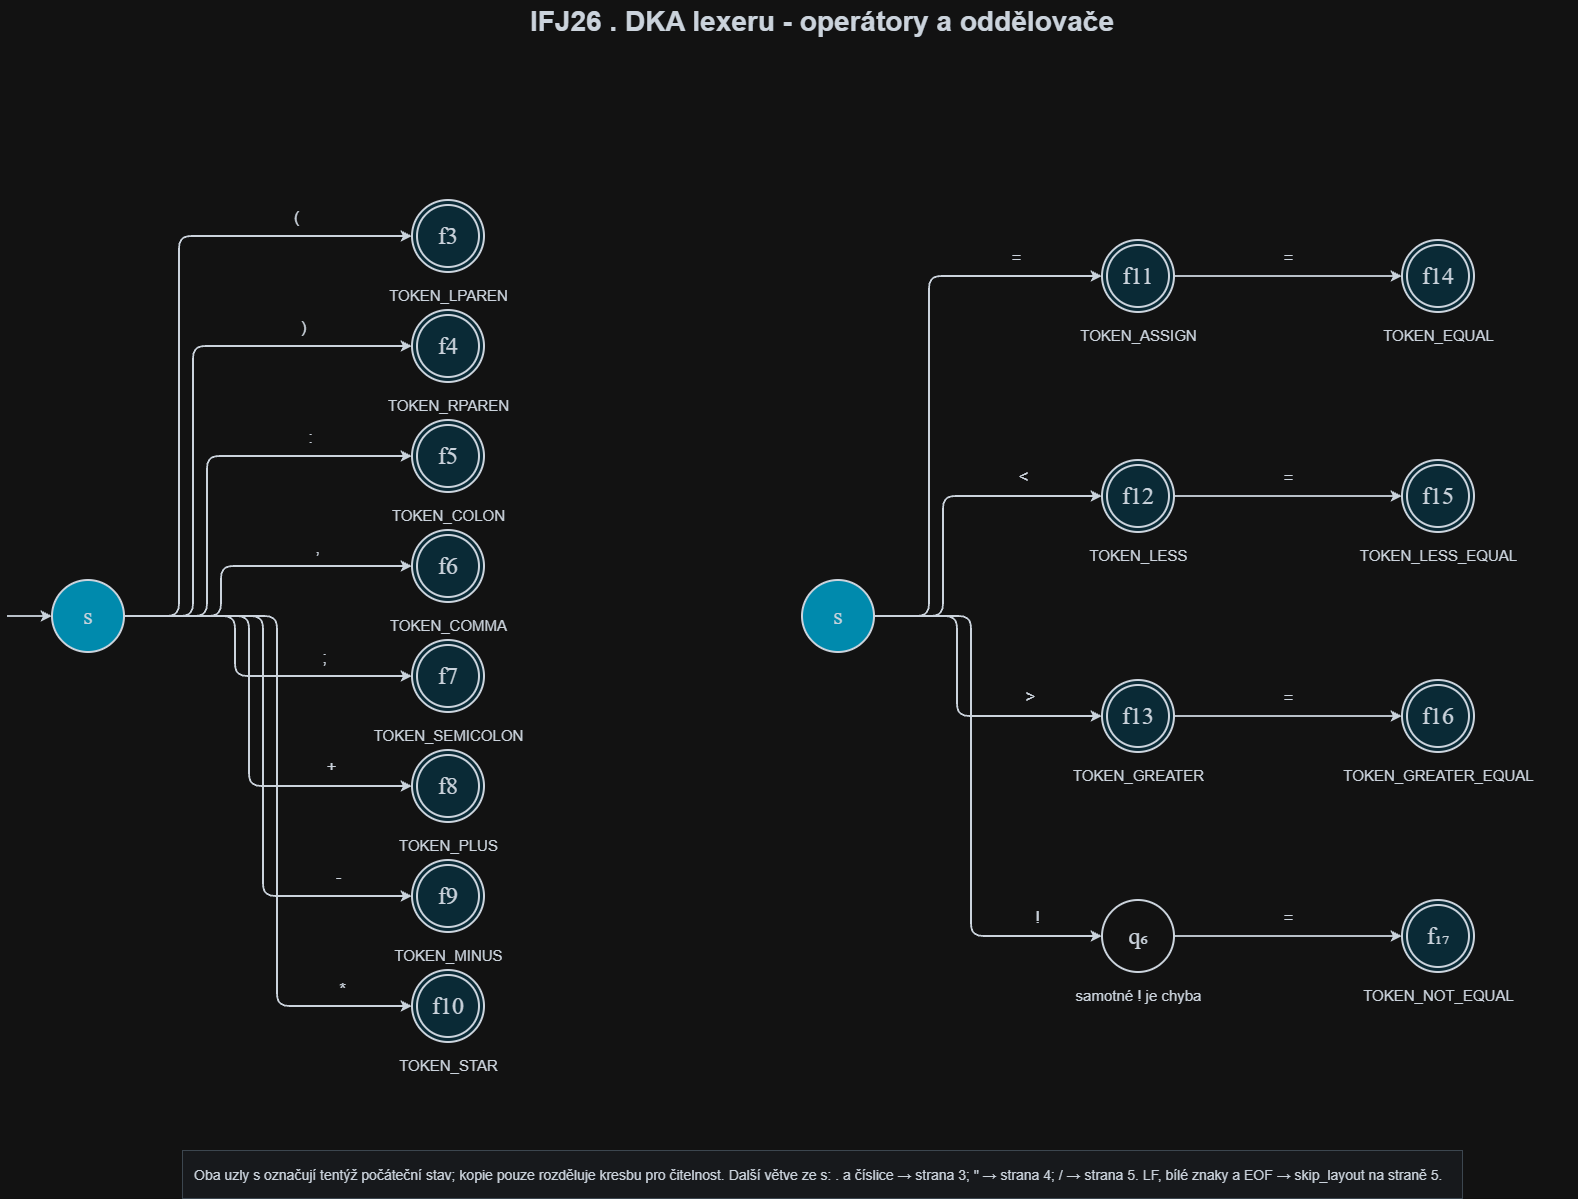 IFJ26 . DKA lexeru - operátory a oddělovače
(
f3
TOKEN_LPAREN
)
f4
TOKEN_RPAREN
:
f5
TOKEN_COLON
,
f6
TOKEN_COMMA
s
;
f7
TOKEN_SEMICOLON
+
f8
TOKEN_PLUS
-
f9
TOKEN_MINUS
*
f10
TOKEN_STAR
=
f11
TOKEN_ASSIGN
=
f14
TOKEN_EQUAL
<
f12
TOKEN_LESS
=
f15
TOKEN_LESS_EQUAL
s
>
f13
TOKEN_GREATER
=
f16
TOKEN_GREATER_EQUAL
!
q₆
samotné ! je chyba
=
f₁₇
TOKEN_NOT_EQUAL
Oba uzly s označují tentýž počáteční stav; kopie pouze rozděluje kresbu pro čitelnost. Další větve ze s: . a číslice → strana 3; " → strana 4; / → strana 5. LF, bílé znaky a EOF → skip_layout na straně 5.